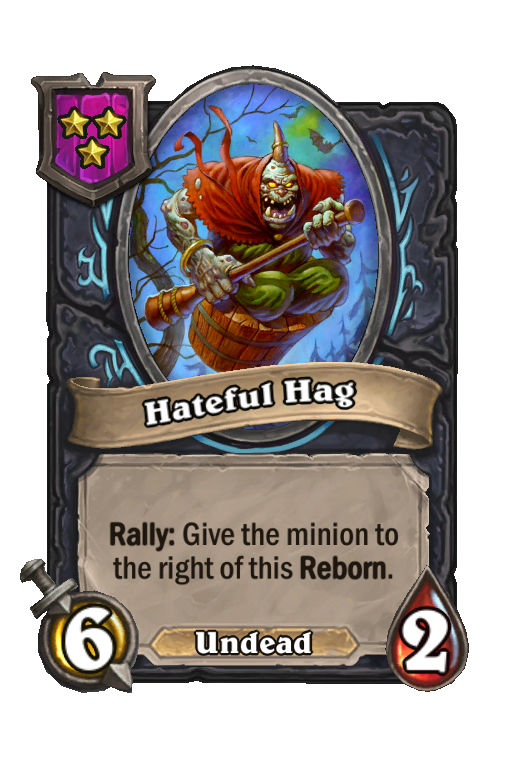 Hateful Hag
Rally: Give the minion to
the right of this Reborn.
6
Undead
2